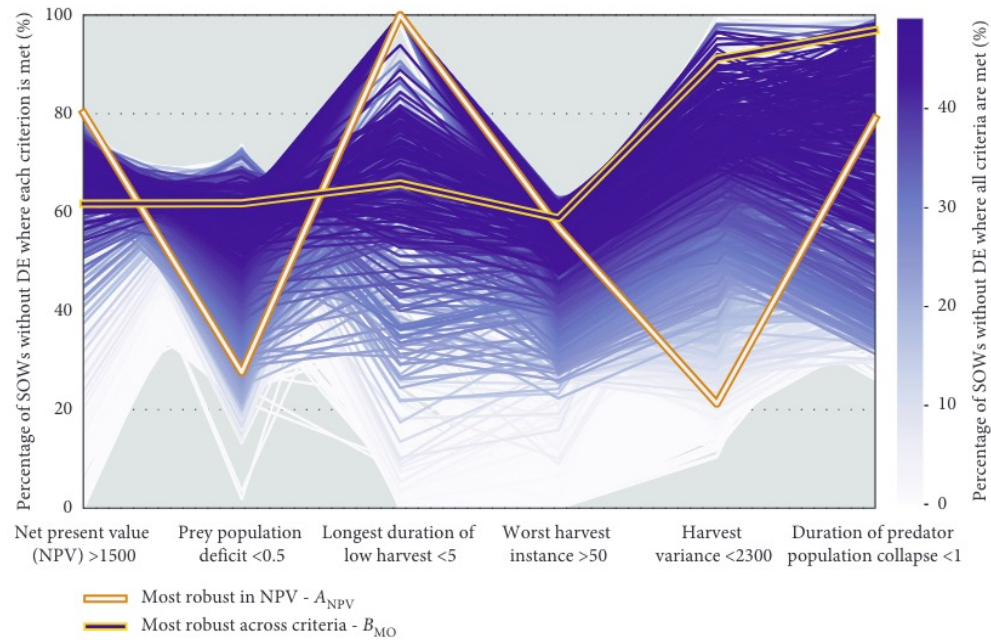 Percentage of SOWs without DE where each criterion is met (%)
100
80
60
40
20
0
Net present value
(NPV) >1500
Prey population
deficit <0.5
Longest duration of
low harvest <5
Worst harvest
instance >50
Harvest
variance <2300
Duration of predator
population collapse <1
40
30
20
10
0
Percentage of SOWs without DE where all criteria are met (%)
Most robust in NPV - A_NPV
Most robust across criteria - B_MO